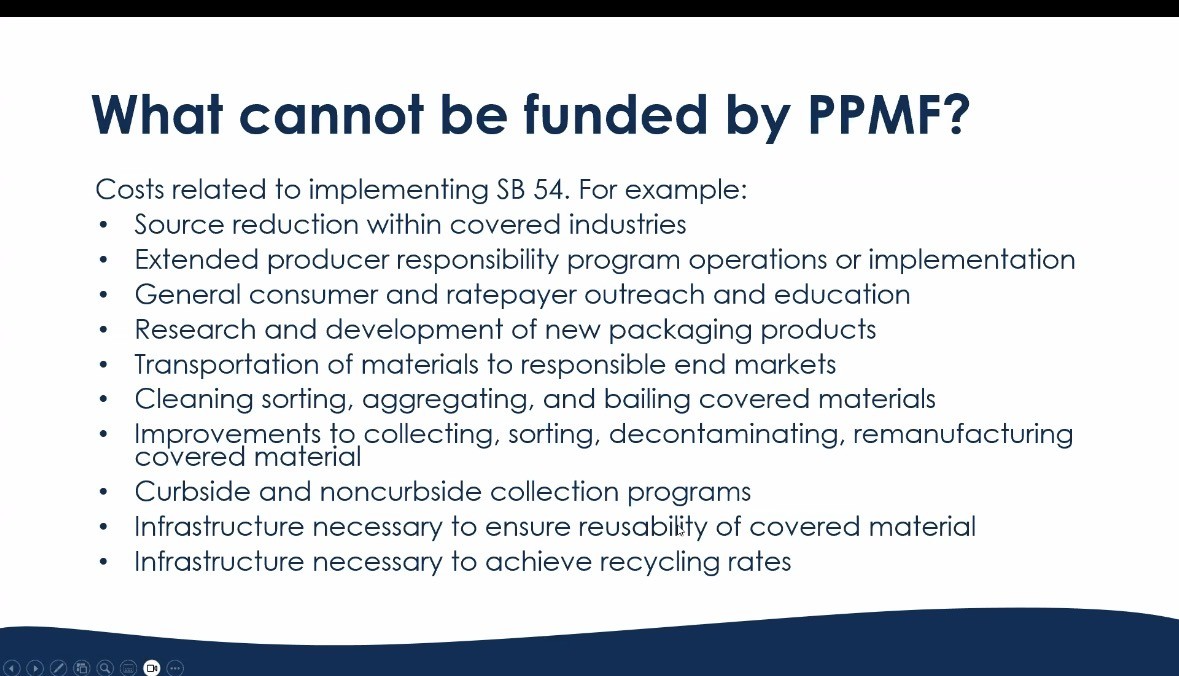 What cannot be funded by PPMF?
Costs related to implementing SB 54. For example:
• Source reduction within covered industries
• Extended producer responsibility program operations or implementation
• General consumer and ratepayer outreach and education
• Research and development of new packaging products
• Transportation of materials to responsible end markets
• Cleaning sorting, aggregating, and bailing covered materials
• Improvements to collecting, sorting, decontaminating, remanufacturing
covered material
• Curbside and noncurbside collection programs
• Infrastructure necessary to ensure reusability of covered material
• Infrastructure necessary to achieve recycling rates